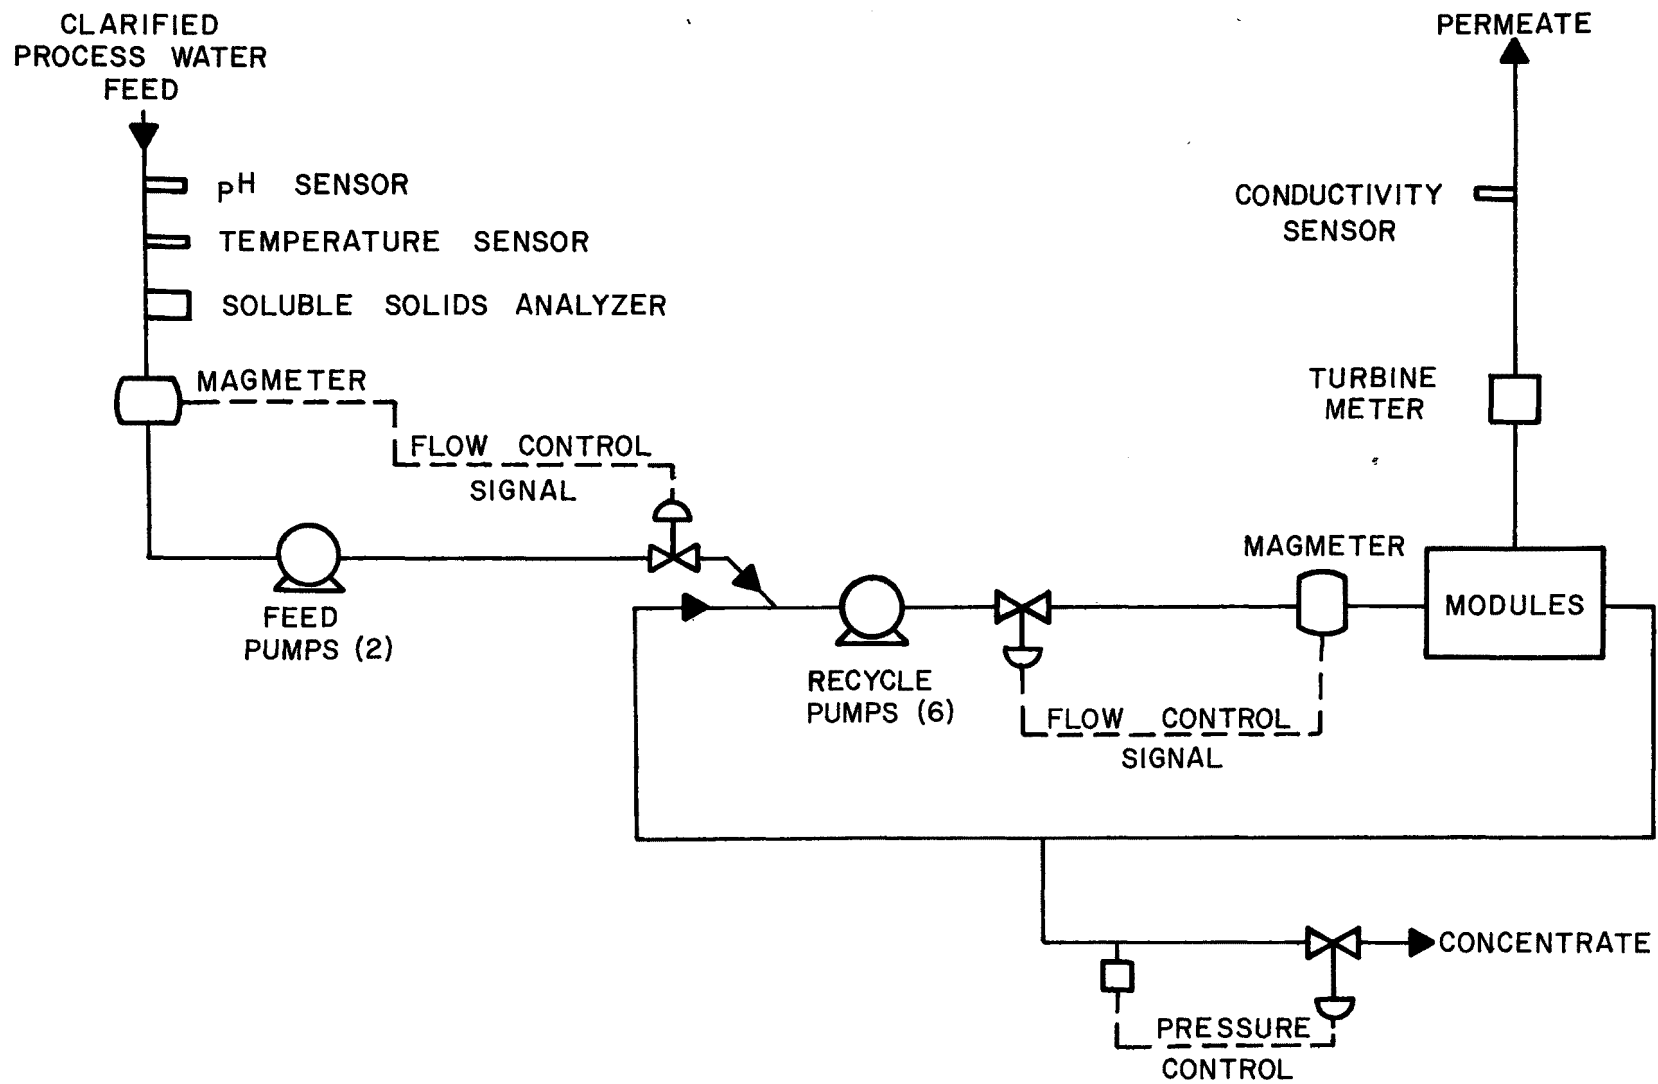 CLARIFIED
PROCESS WATER
FEED
pH SENSOR
TEMPERATURE SENSOR
SOLUBLE SOLIDS ANALYZER
MAGMETER
FLOW CONTROL
SIGNAL
FEED
PUMPS (2)
RECYCLE
PUMPS (6)
FLOW CONTROL
SIGNAL
MAGMETER
MODULES
TURBINE
METER
CONDUCTIVITY
SENSOR
PERMEATE
CONCENTRATE
PRESSURE
CONTROL